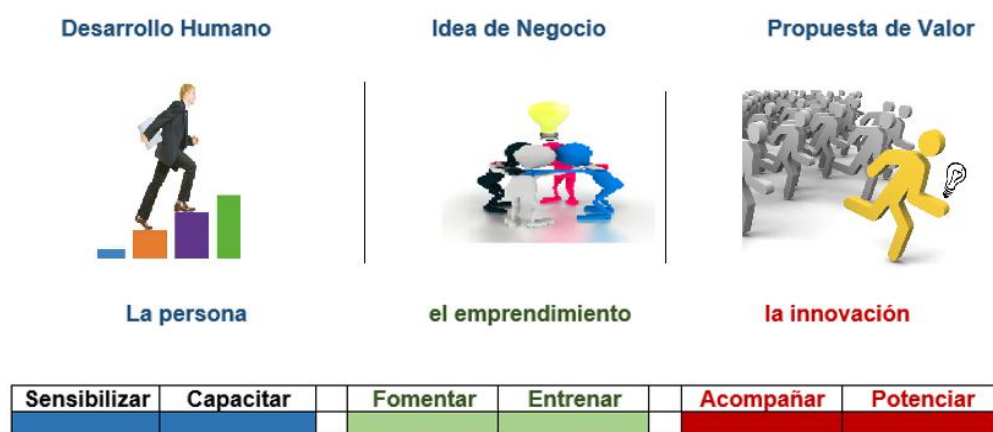 Desarrollo Humano Idea de Negocio Propuesta de Valor
La persona el emprendimiento la innovación
Sensibilizar Capacitar Fomentar Entrenar Acompañar Potenciar